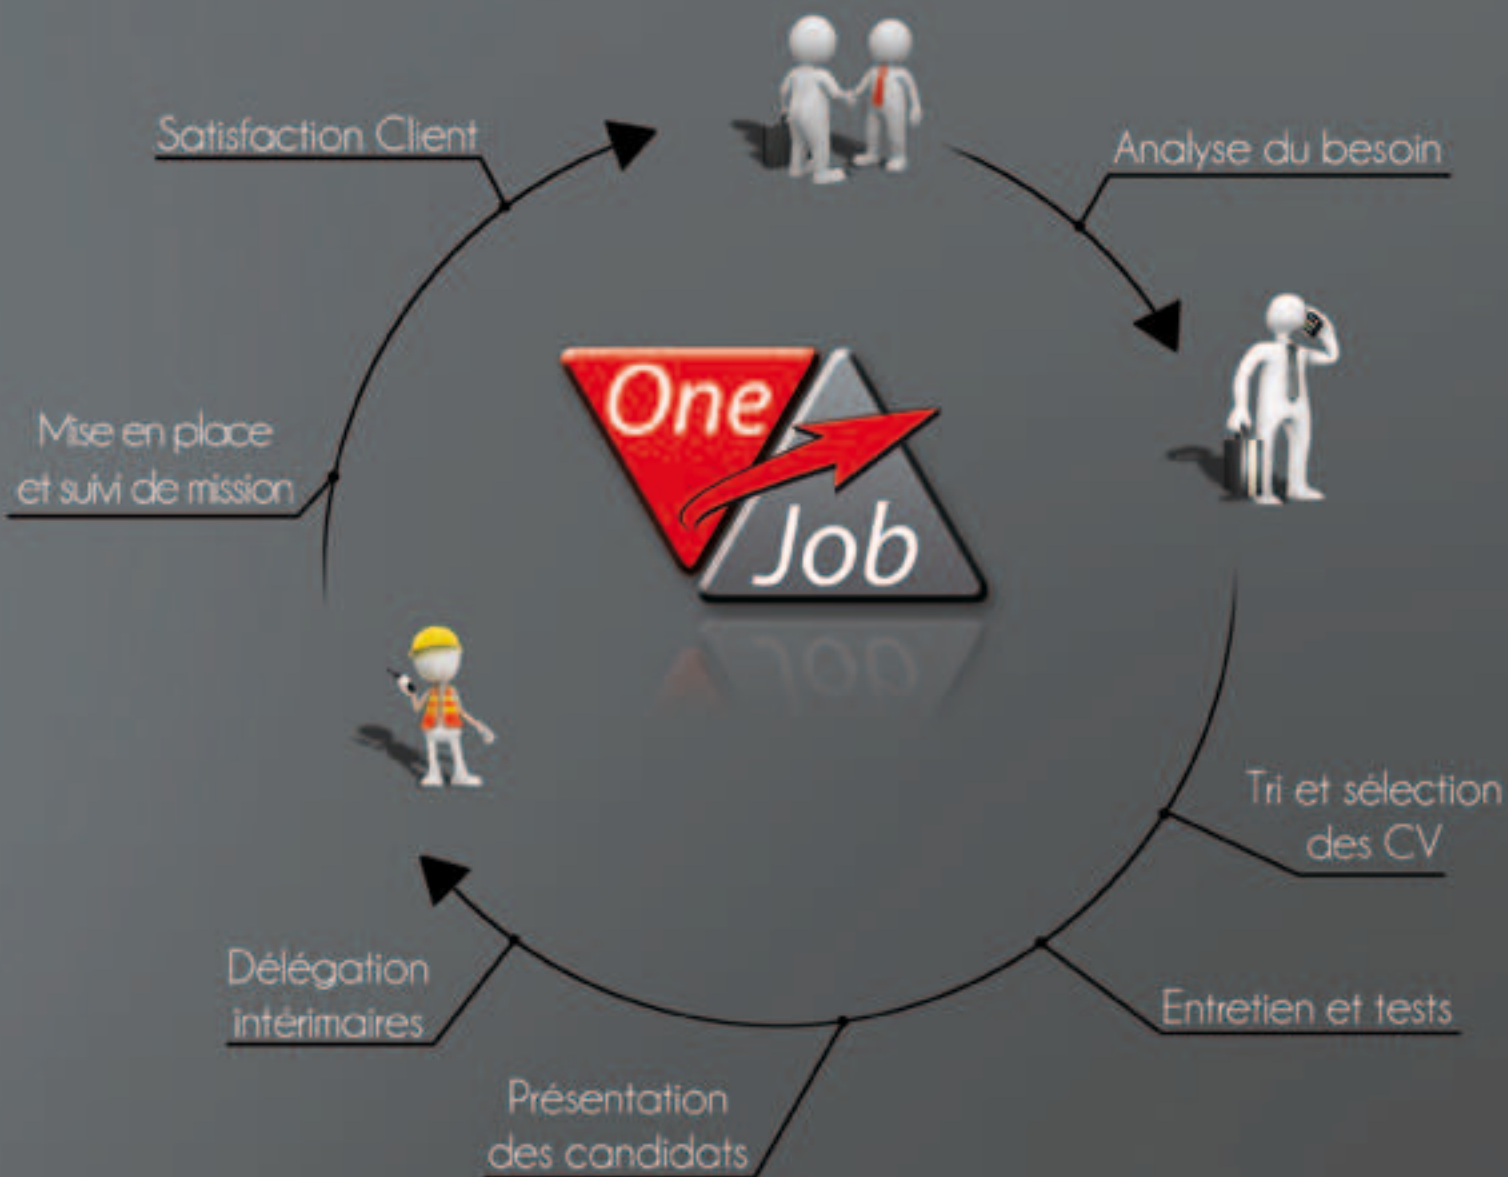 Satisfaction Client
Analyse du besoin
One
Job
Mise en place
et suivi de mission
Tri et sélection
des CV
Délégation
intérimaires
Entretien et tests
Présentation
des candidats